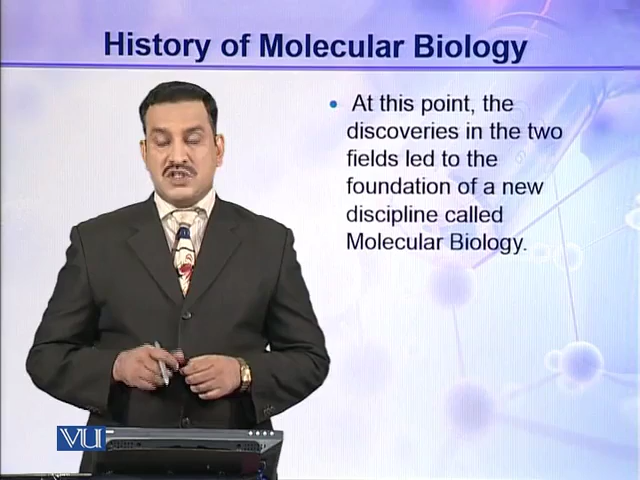 History of Molecular Biology
At this point, the
discoveries in the two
fields led to the
foundation of a new
discipline called
Molecular Biology.
VU